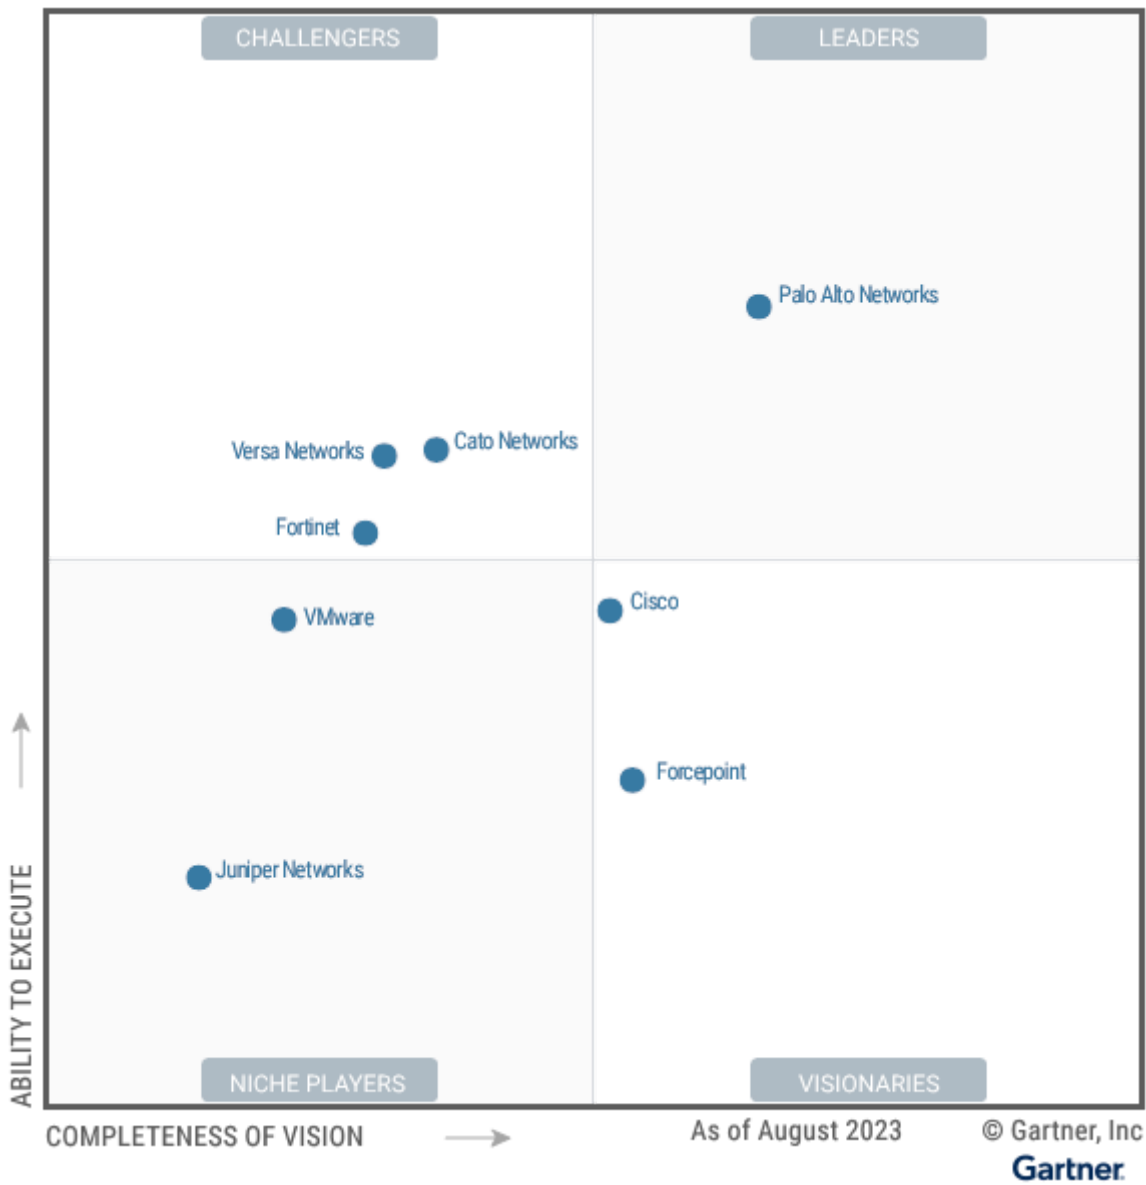 CHALLENGERS
LEADERS
Palo Alto Networks
Versa Networks
Cato Networks
Fortinet
VMware
Cisco
Forcepoint
Juniper Networks
ABILITY TO EXECUTE
NICHE PLAYERS
VISIONARIES
COMPLETENESS OF VISION
As of August 2023
© Gartner, Inc
Gartner